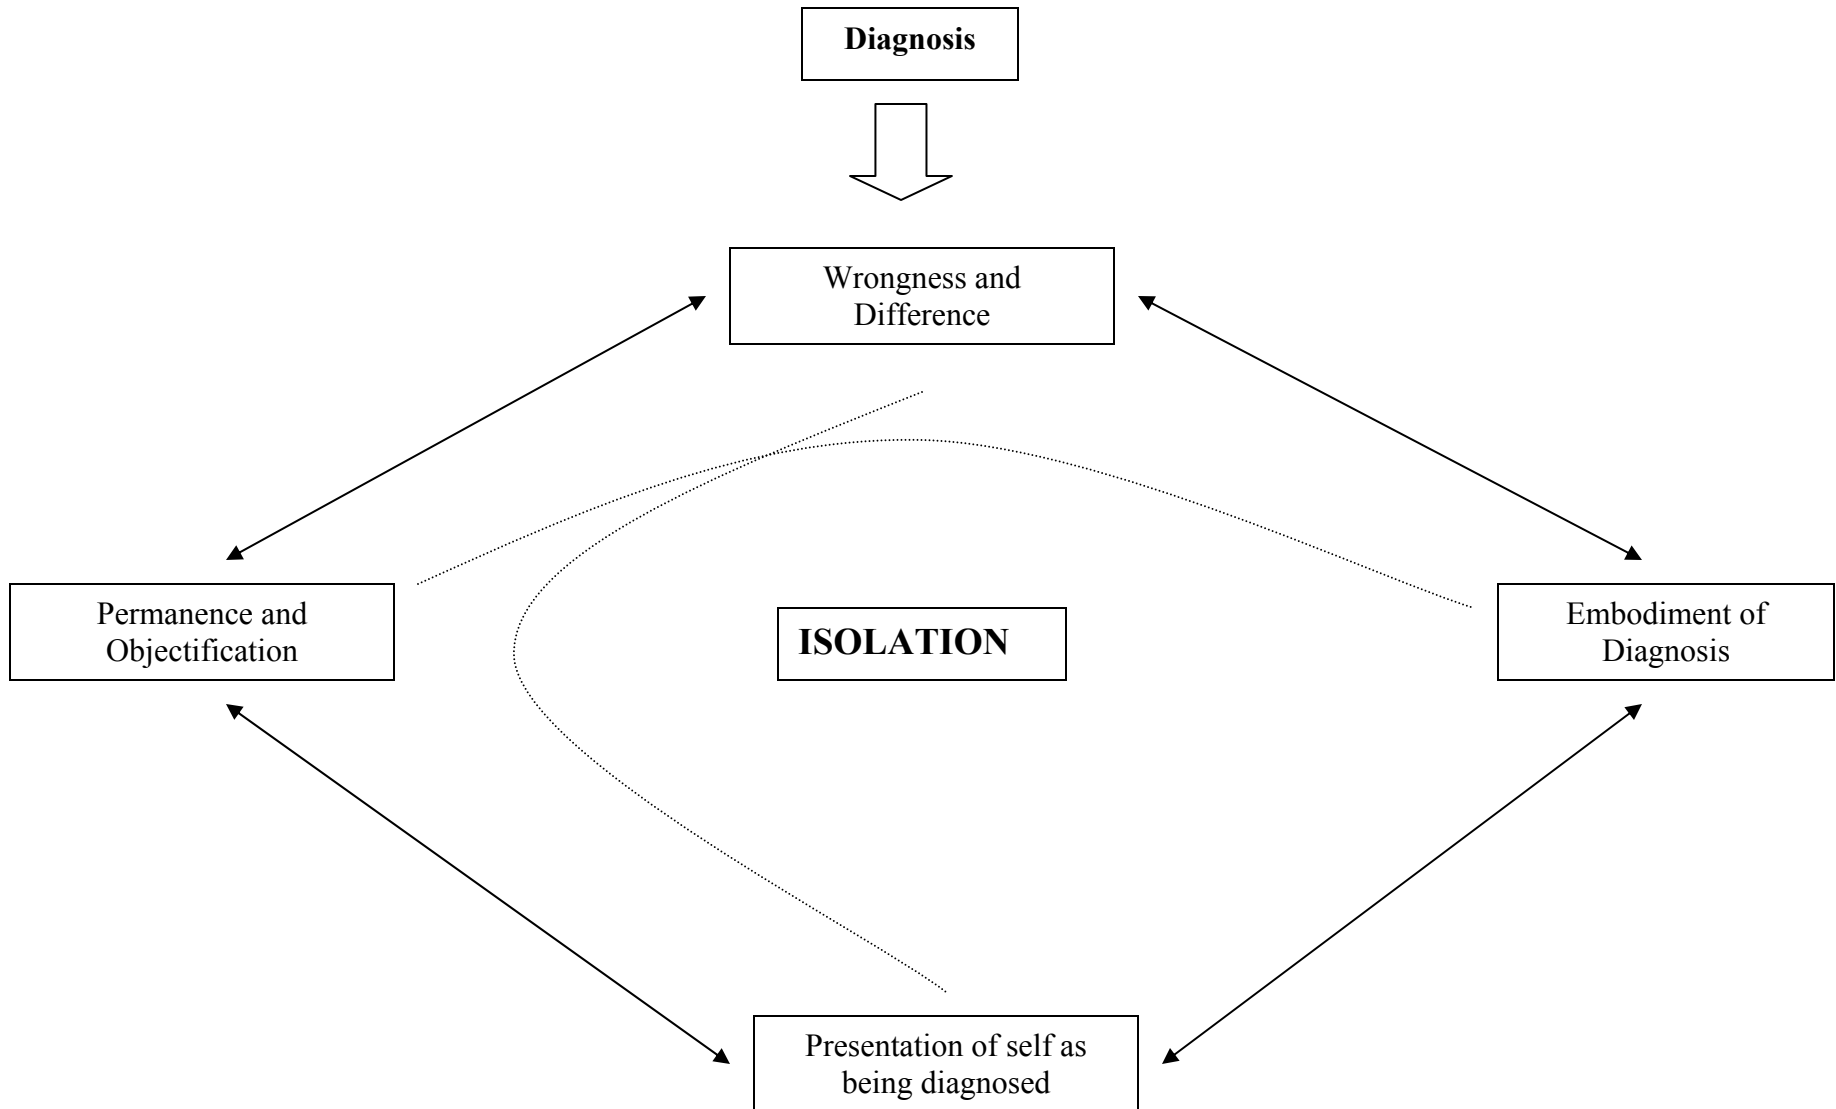 Diagnosis
Wrongness and
Difference
Permanence and
Objectification
ISOLATION
Embodiment of
Diagnosis
Presentation of self as
being diagnosed